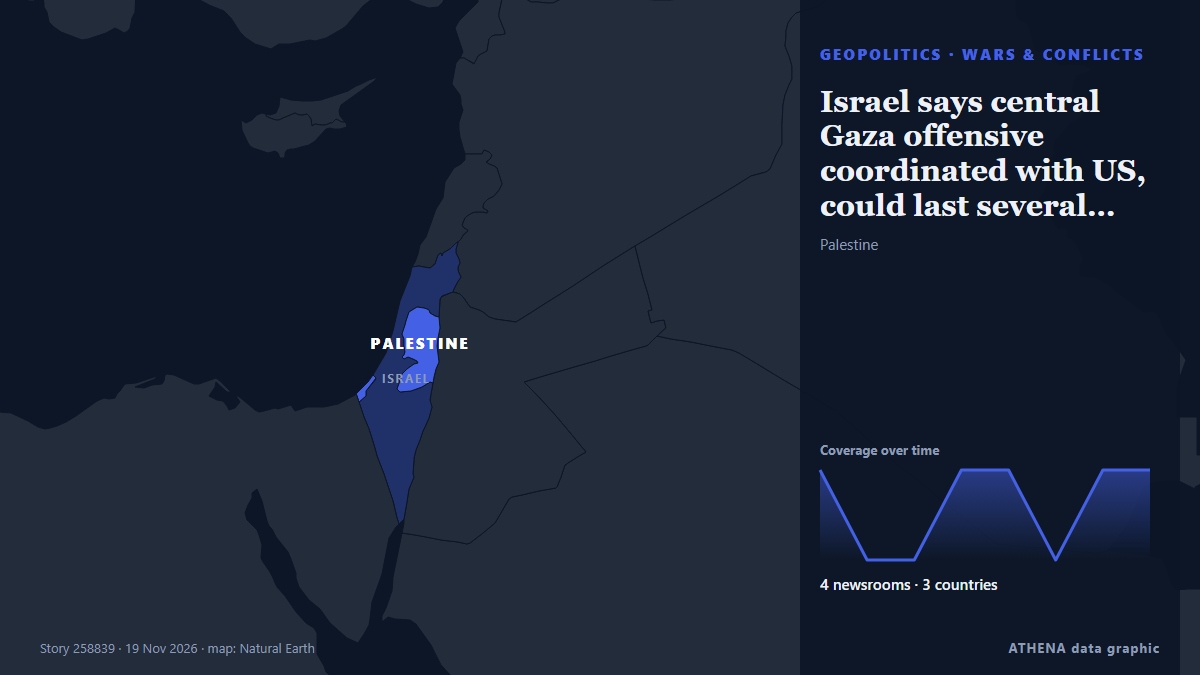 GEOPOLITICS · WARS & CONFLICTS
Israel says central
Gaza offensive
coordinated with US,
could last several…
Palestine
PALESTINE
ISRAEL
Coverage over time
4 newsrooms · 3 countries
Story 258839 · 19 Nov 2026 · map: Natural Earth
ATHENA data graphic